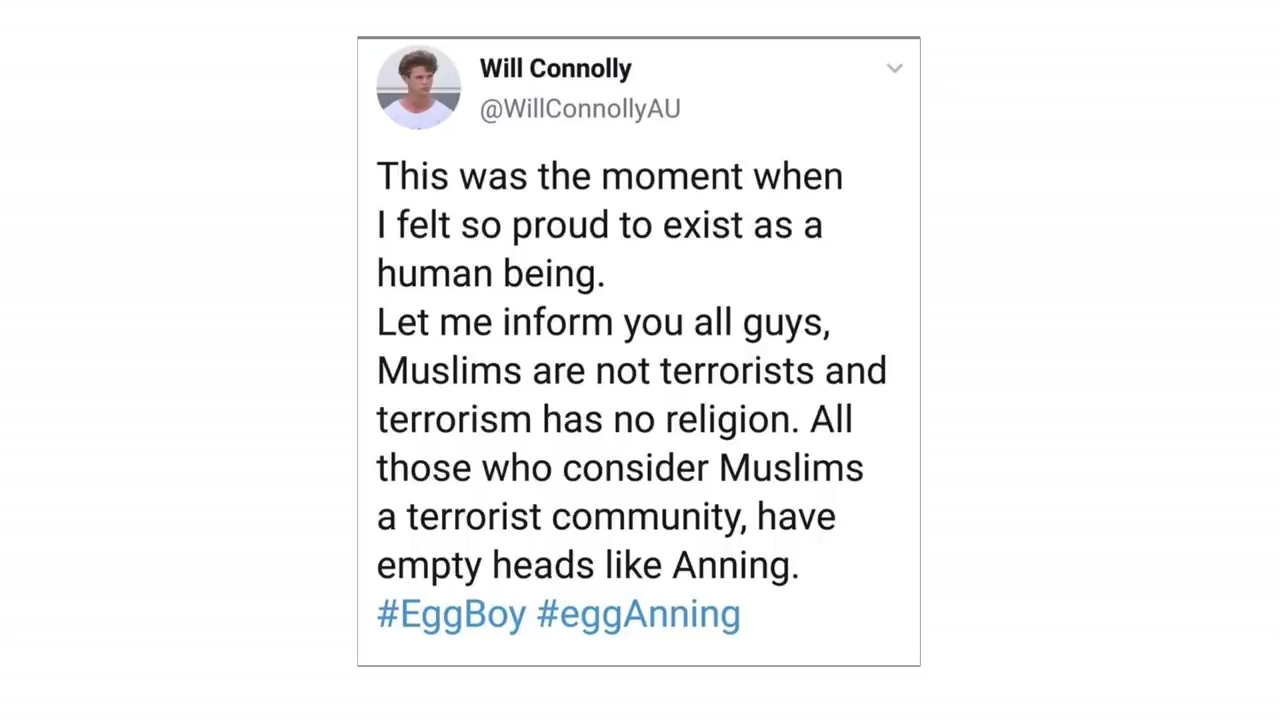 Will Connolly
@WillConnollyAU
This was the moment when
I felt so proud to exist as a
human being.
Let me inform you all guys,
Muslims are not terrorists and
terrorism has no religion. All
those who consider Muslims
a terrorist community, have
empty heads like Anning.
#EggBoy #eggAnning